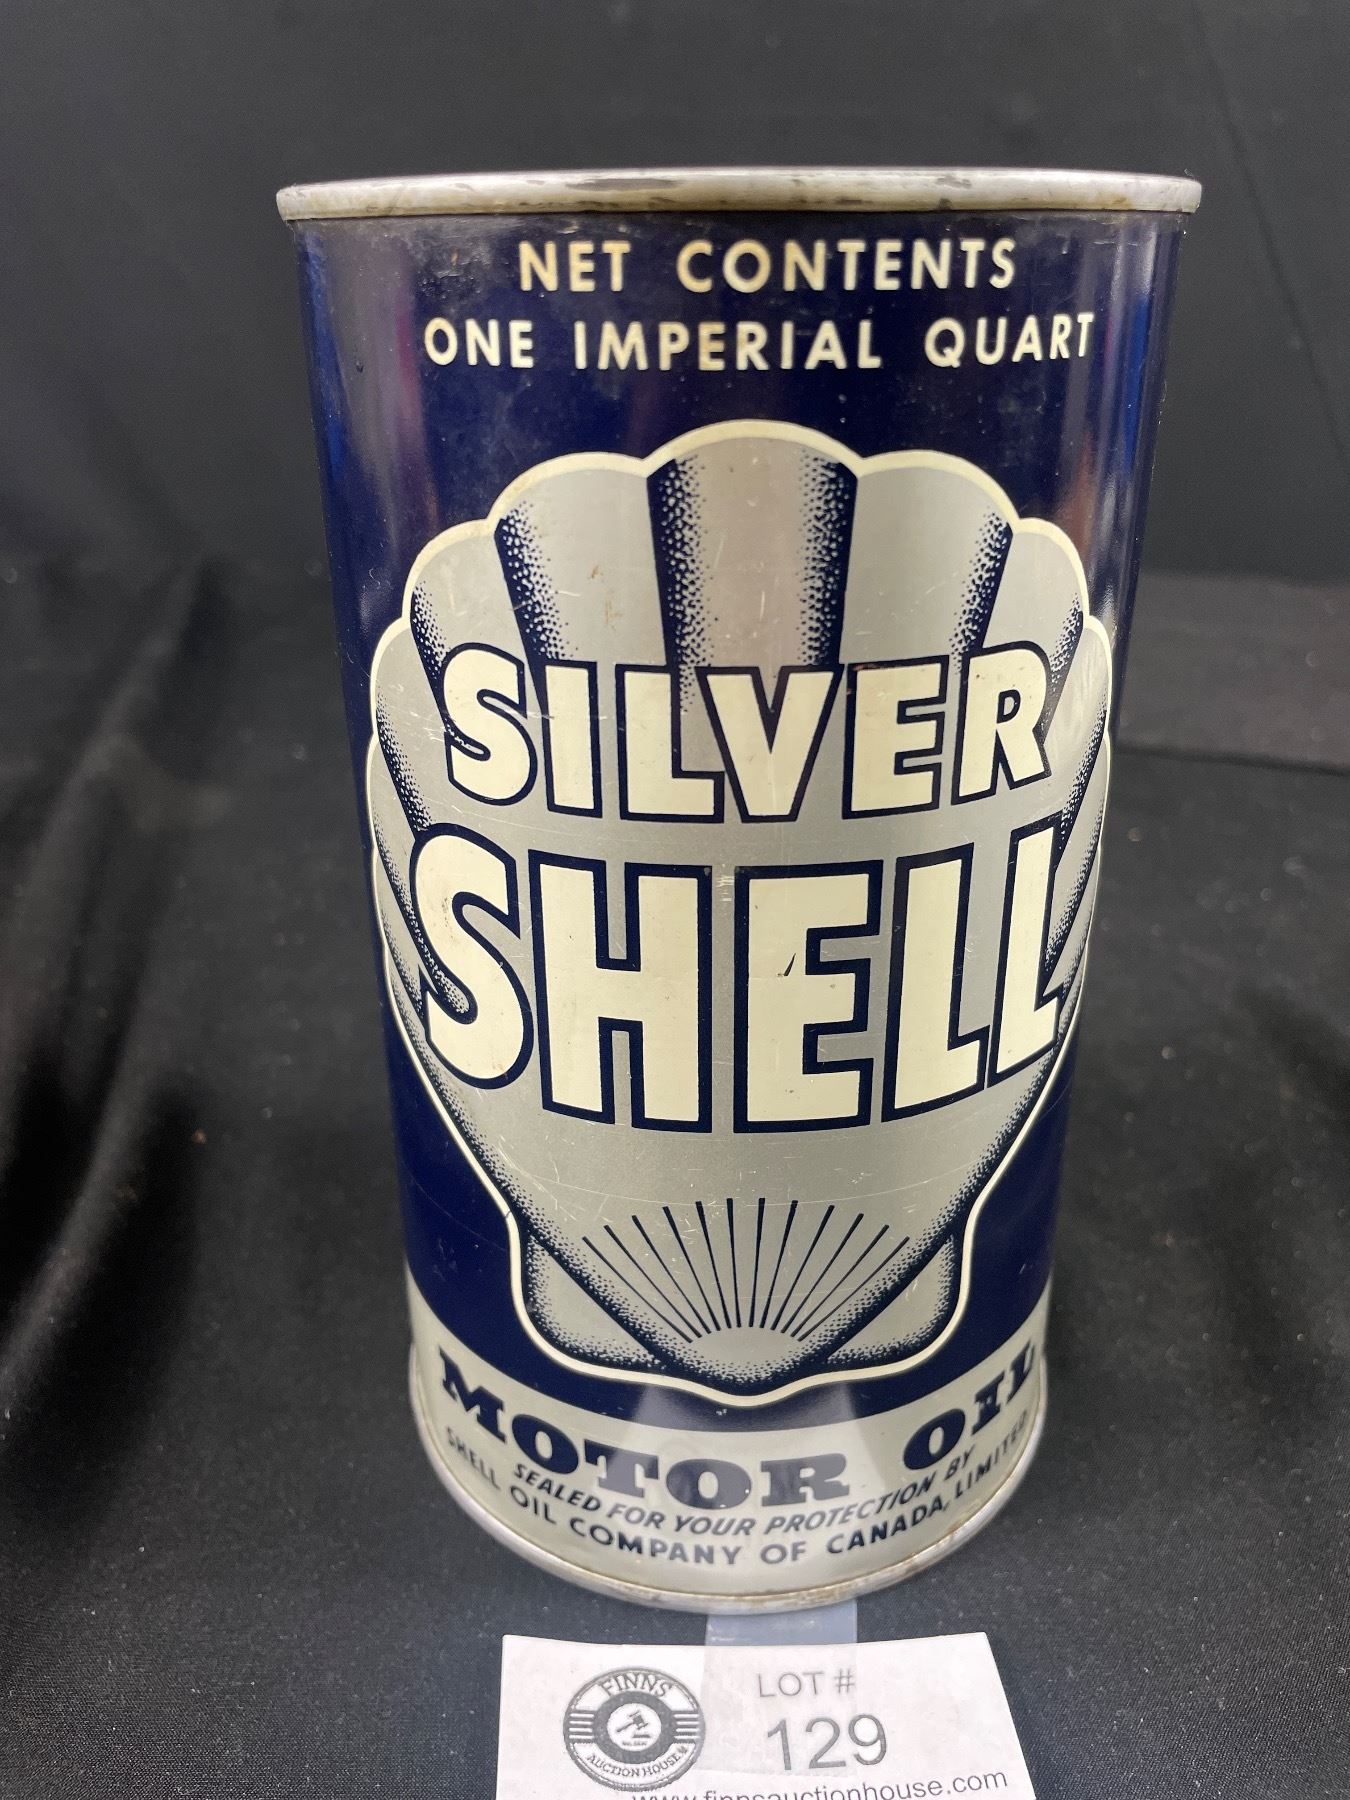 NET CONTENTS
ONE IMPERIAL QUART
SILVER
SHELL
MOTOR OIL
SEALED FOR YOUR PROTECTION BY
SHELL OIL COMPANY OF CANADA, LIMITED
FINNS
AUCTION HOUSE
LOT #
129
www.finnsauctionhouse.com